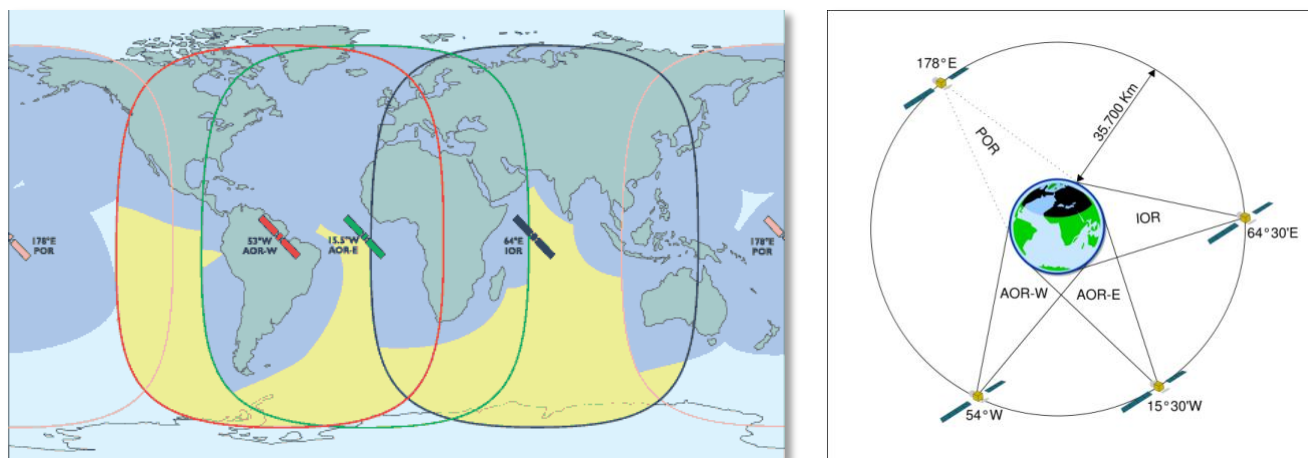 178°E
POR
53°W
AOR-W
15.5°W
AOR-E
64°E
IOR
178°E
POR
178°E
POR
35.700 Km
IOR
64°30'E
AOR-W
AOR-E
54°W
15°30'W